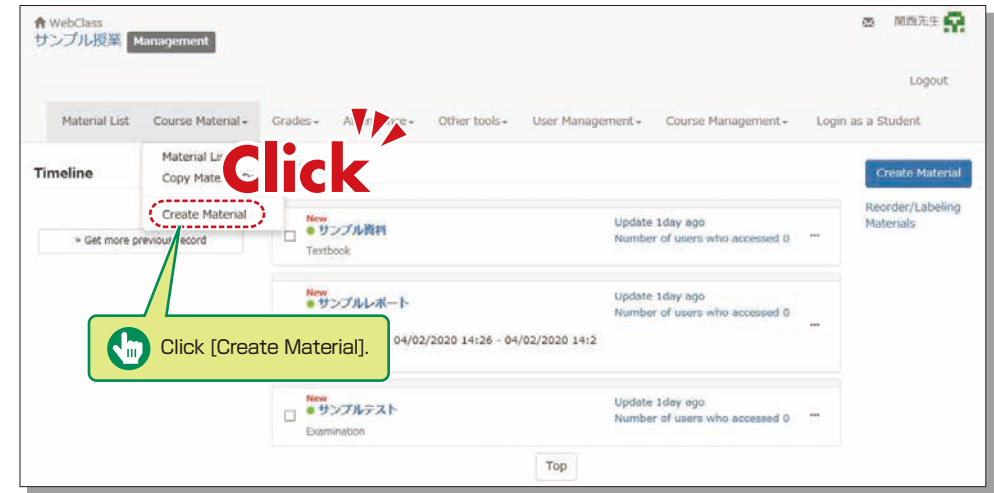 WebClass
サンプル授業 Management
関西先生
Logout
Material List Course Material Grades Other tools User Management Course Management Login as a Student
Timeline
Material
Copy Mate
Create Material
Click
Create Material
Reorder/Labeling
Materials
» Get more previous record
New
サンプル資料
Textbook
Update 1day ago
Number of users who accessed 0
...
New
サンプルレポート
04/02/2020 14:26 - 04/02/2020 14:2
Update 1day ago
Number of users who accessed 0
...
Click [Create Material].
New
サンプルテスト
Examination
Update 1day ago
Number of users who accessed 0
...
Top